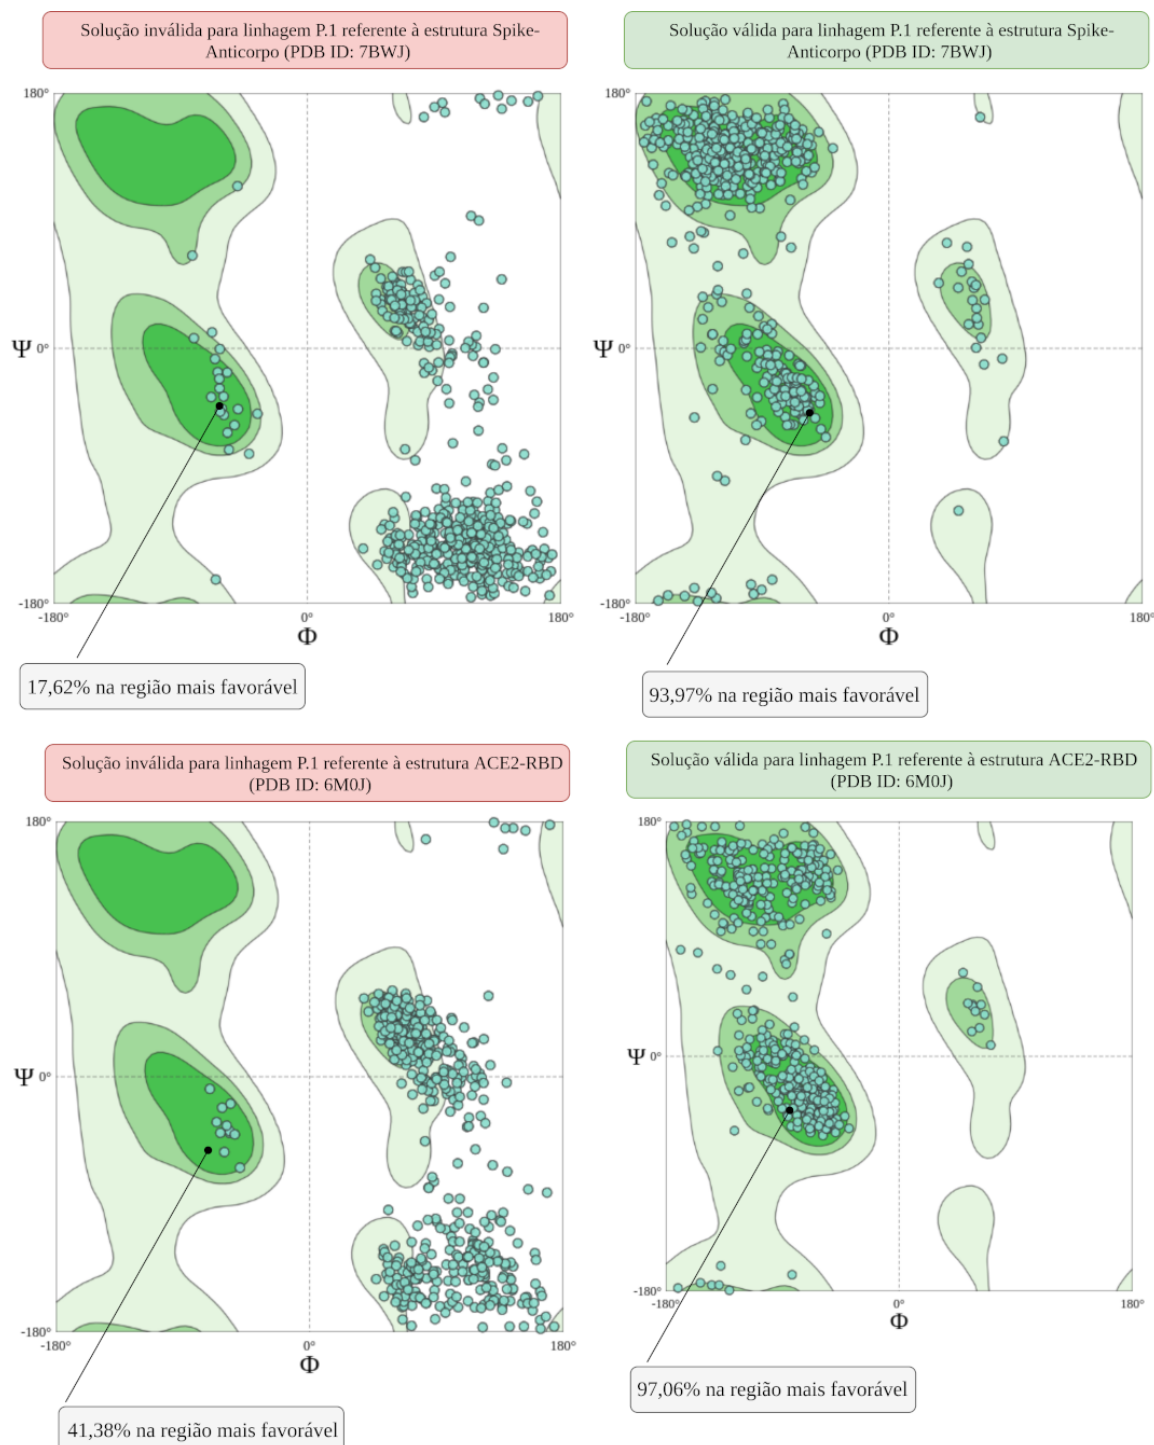 Solução inválida para linhagem P.1 referente à estrutura Spike-
Anticorpo (PDB ID: 7BWJ)
Solução válida para linhagem P.1 referente à estrutura Spike-
Anticorpo (PDB ID: 7BWJ)
180°
Ψ 0°
-180°
-180° 0° 180°
Φ
17,62% na região mais favorável
180°
Ψ 0°
-180°
-180° 0° 180°
Φ
93,97% na região mais favorável
Solução inválida para linhagem P.1 referente à estrutura ACE2-RBD
(PDB ID: 6M0J)
Solução válida para linhagem P.1 referente à estrutura ACE2-RBD
(PDB ID: 6M0J)
180°
Ψ 0°
-180°
-180° 0° 180°
Φ
41,38% na região mais favorável
180°
Ψ 0°
-180°
-180° 0° 180°
Φ
97,06% na região mais favorável